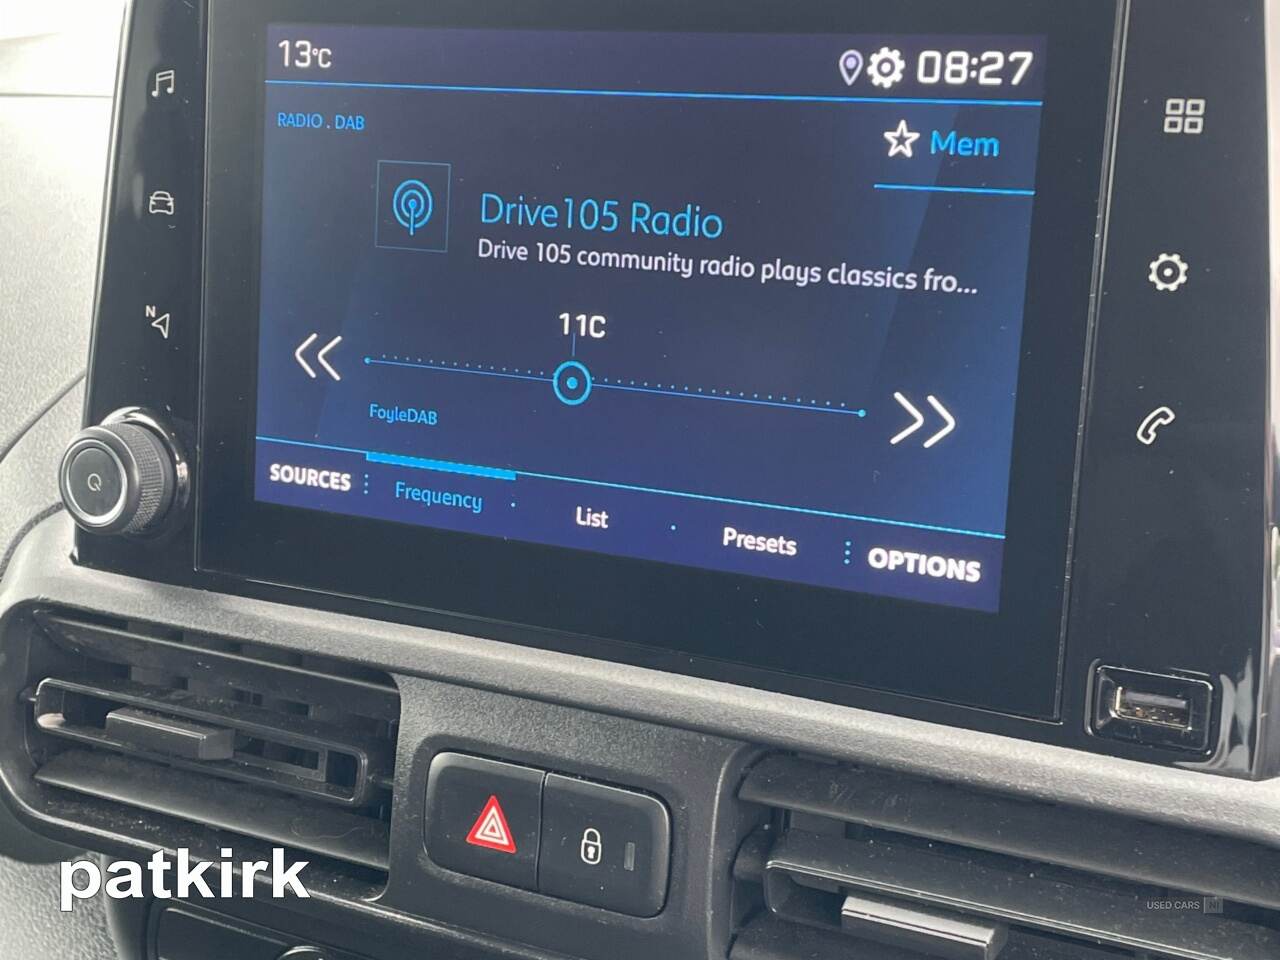 13°C
08:27
RADIO . DAB
Mem
Drive105 Radio
Drive 105 community radio plays classics fro...
11C
FoyleDAB
SOURCES
Frequency
List
Presets
OPTIONS
N
patkirk
USED CARS NI